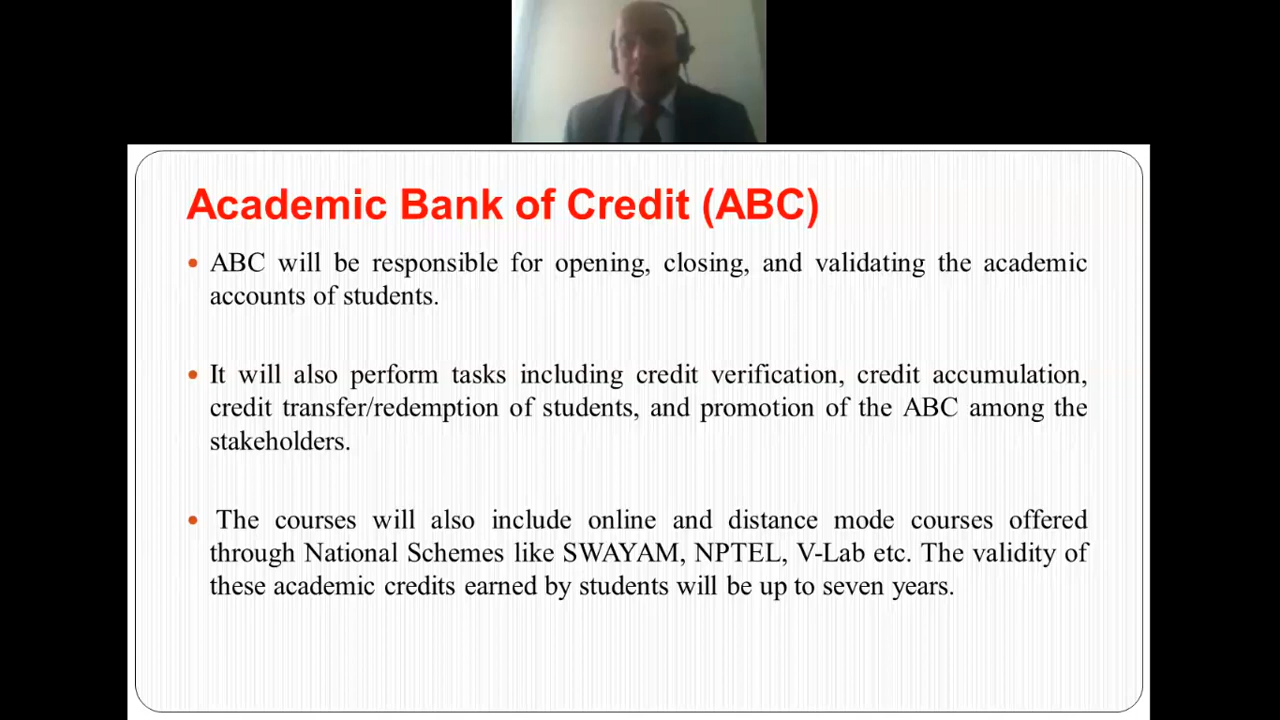 Academic Bank of Credit (ABC)
• ABC will be responsible for opening, closing, and validating the academic
accounts of students.
• It will also perform tasks including credit verification, credit accumulation,
credit transfer/redemption of students, and promotion of the ABC among the
stakeholders.
• The courses will also include online and distance mode courses offered
through National Schemes like SWAYAM, NPTEL, V-Lab etc. The validity of
these academic credits earned by students will be up to seven years.